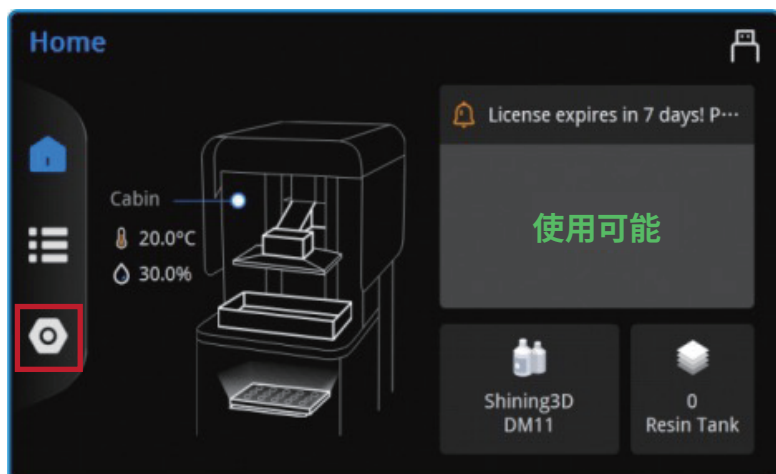 Home
License expires in 7 days! P···
Cabin
20.0°C
30.0%
使用可能
Shining3D
DM11
0
Resin Tank